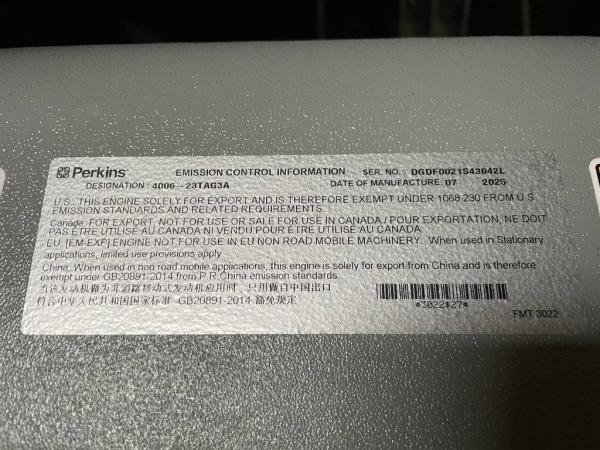 Perkins EMISSION CONTROL INFORMATION SER. NO.: DGDF0021S43042L
DESIGNATION: 4006-23TAG3A DATE OF MANUFACTURE: 07 2025
U.S.: THIS ENGINE SOLELY FOR EXPORT AND IS THEREFORE EXEMPT UNDER 1068-230 FROM U.S
EMISSION STANDARDS AND RELATED REQUIREMENTS.
Canada: FOR EXPORT, NOT FOR USE OR SALE FOR USE IN CANADA / POUR EXPORTATION, NE DOIT
PAS ÊTRE UTILISÉ AU CANADA NI VENDU POUR ÊTRE UTILISÉ AU CANADA
EU: [EM-EXP] ENGINE NOT FOR USE IN EU NON ROAD MOBILE MACHINERY. When used in Stationary
applications, limited use provisions apply
China: When used in non road mobile applications, this engine is solely for export from China and is therefore
exempt under GB20891-2014 from P.R.China emission standards.
当该发动机做为非道路移动式发动机应用时，只用做自中国出口
符合中华人民共和国国家标准 GB20891-2014 豁免规定
*3022$27*
FMT 3022